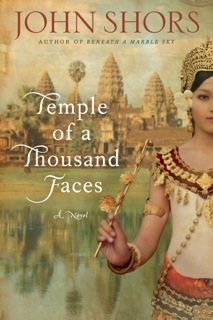 JOHN SHORS
AUTHOR OF BENEATH A MARBLE SKY
Temple
of a
Thousand
Faces
A Novel